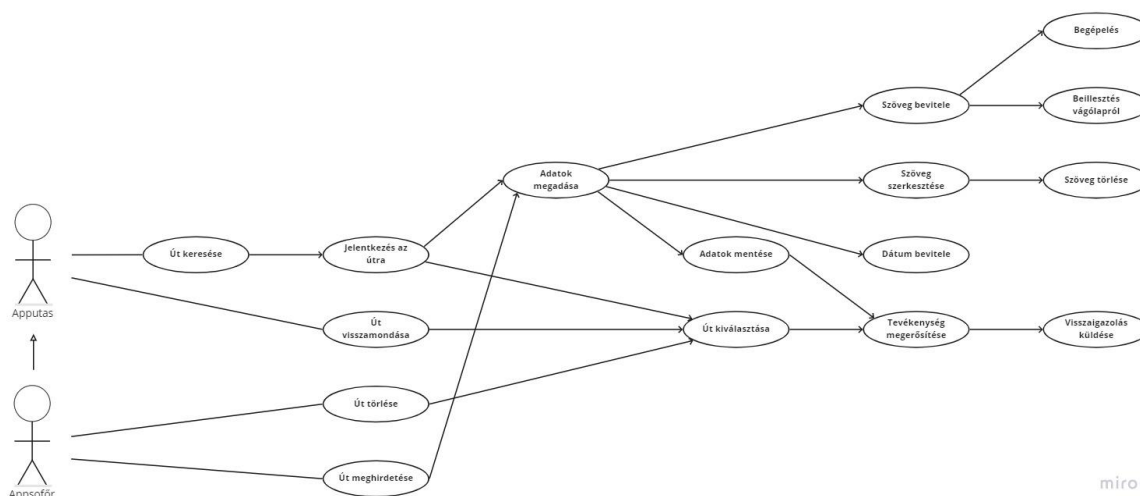 Begépelés
Szöveg bevitele
Beillesztés
vágólapról
Adatok
megadása
Szöveg
szerkesztése
Szöveg törlése
Út keresése
Jelentkezés az
útra
Adatok mentése
Dátum bevitele
Apputas
Út
visszamondása
Út kiválasztása
Tevékenység
megerősítése
Visszaigazolás
küldése
Út törlése
Út meghirdetése
Appsofőr
miro